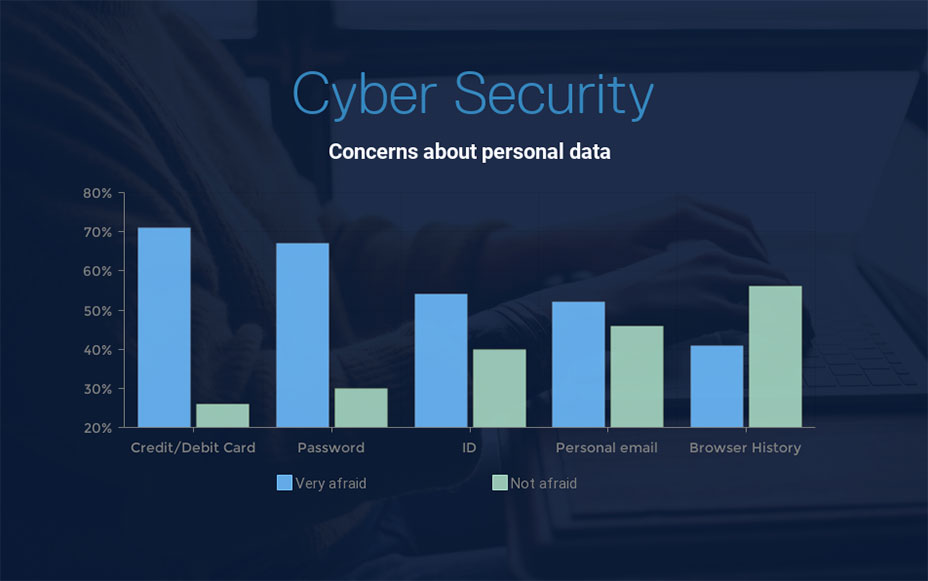 Cyber Security
Concerns about personal data
80%
70%
60%
50%
40%
30%
20%
Credit/Debit Card Password ID Personal email Browser History
Very afraid Not afraid